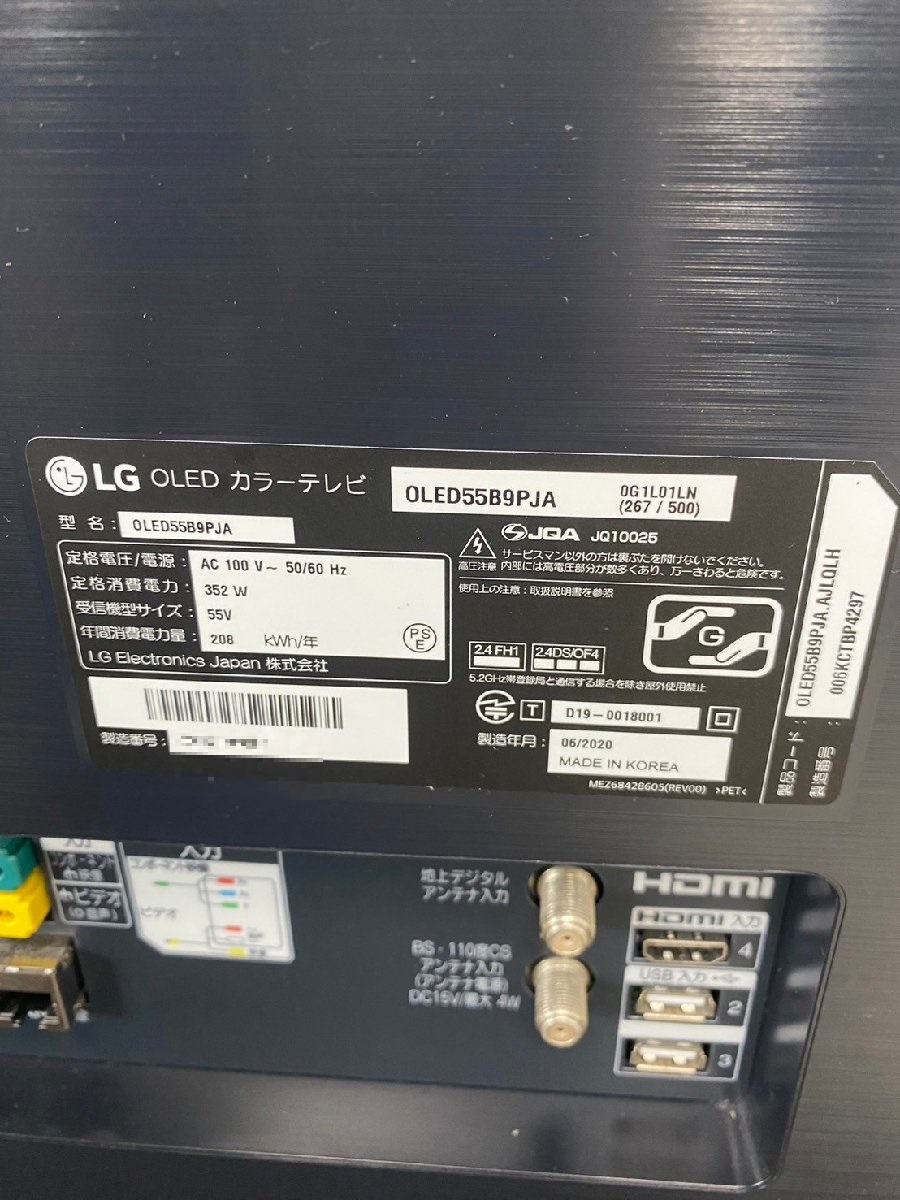 LG OLED カラーテレビ
OLED55B9PJA
0G1L01LN
(267 / 500)
型 名 : OLED55B9PJA
定格電圧/電源 : AC 100 V~ 50/60 Hz
定格消費電力 : 352 W
受信機型サイズ : 55V
年間消費電力量 : 208 kWh/年
PS
E
LG Electronics Japan 株式会社
製造番号 :
JQA JQ10025
サービスマン以外の方は裏ぶたを開けないでください。
高圧注意 内部には高電圧部分が数多くあり、万一さわると危険です。
使用上の注意 : 取扱説明書を参照
G
2.4 FH1
2.4DS/OF4
5.2GHz帯登録局と通信する場合を除き屋外使用禁止
T D19-0018001
製造年月 : 06/2020
MADE IN KOREA
MEZ68428605(REV00) >PET<
製品コード : OLED55B9PJA.AJLQLH
製造番号 : 006KCTBP4297
入力
入力
ビデオ
ビデオ
地上デジタル
アンテナ入力
BS・110度CS
アンテナ入力
(アンテナ電源)
DC15V/最大 4W
HDMI
HDMI 入力
4
USB 入力
2
3